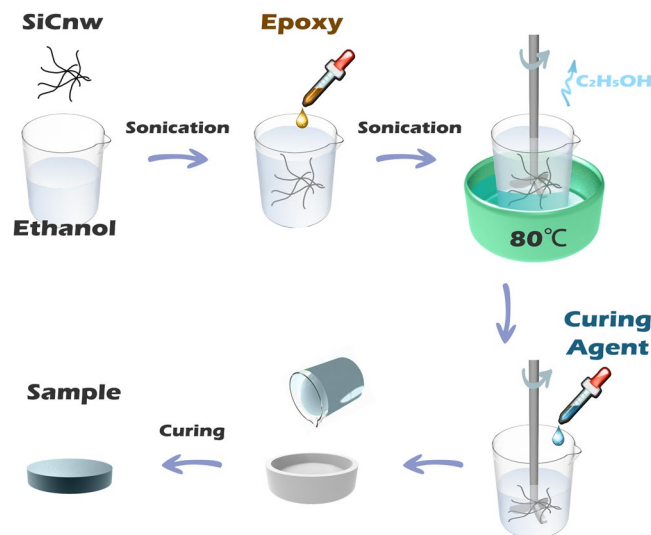 SiCnw
Epoxy
C₂H₅OH
Sonication
Sonication
Ethanol
80℃
Curing
Agent
Sample
Curing